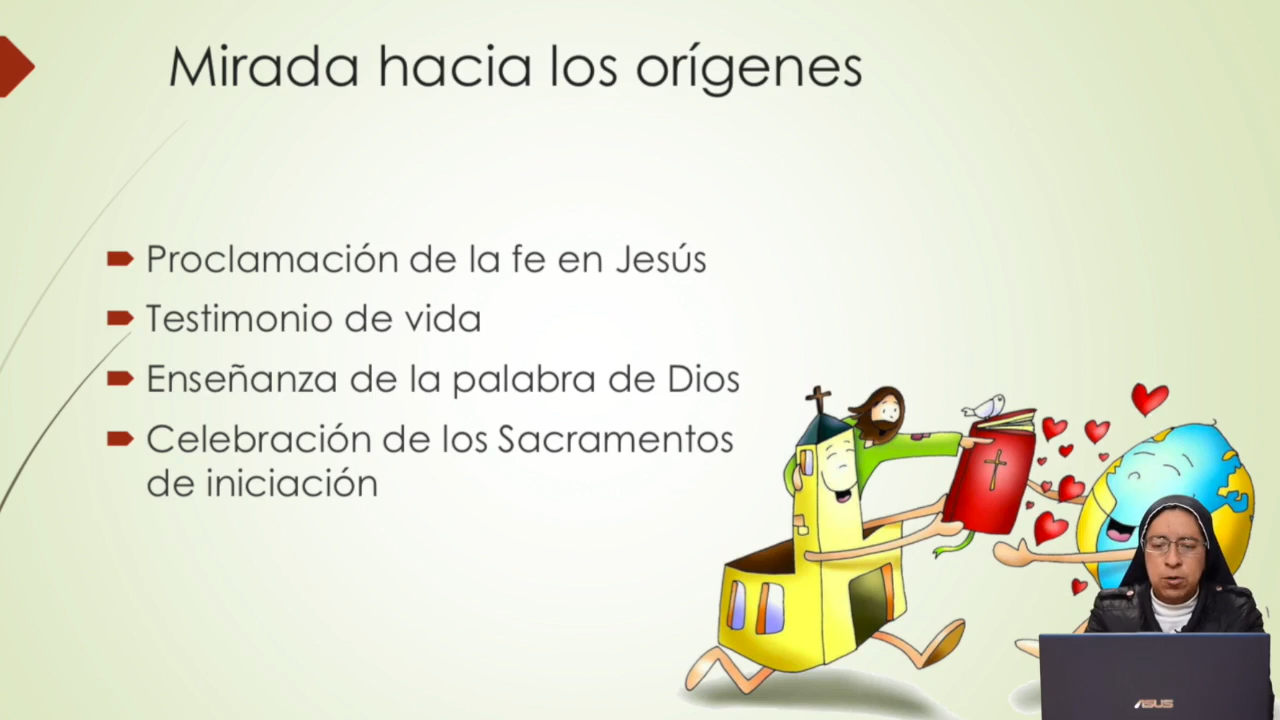 Mirada hacia los orígenes
Proclamación de la fe en Jesús
Testimonio de vida
Enseñanza de la palabra de Dios
Celebración de los Sacramentos
de iniciación
ASUS